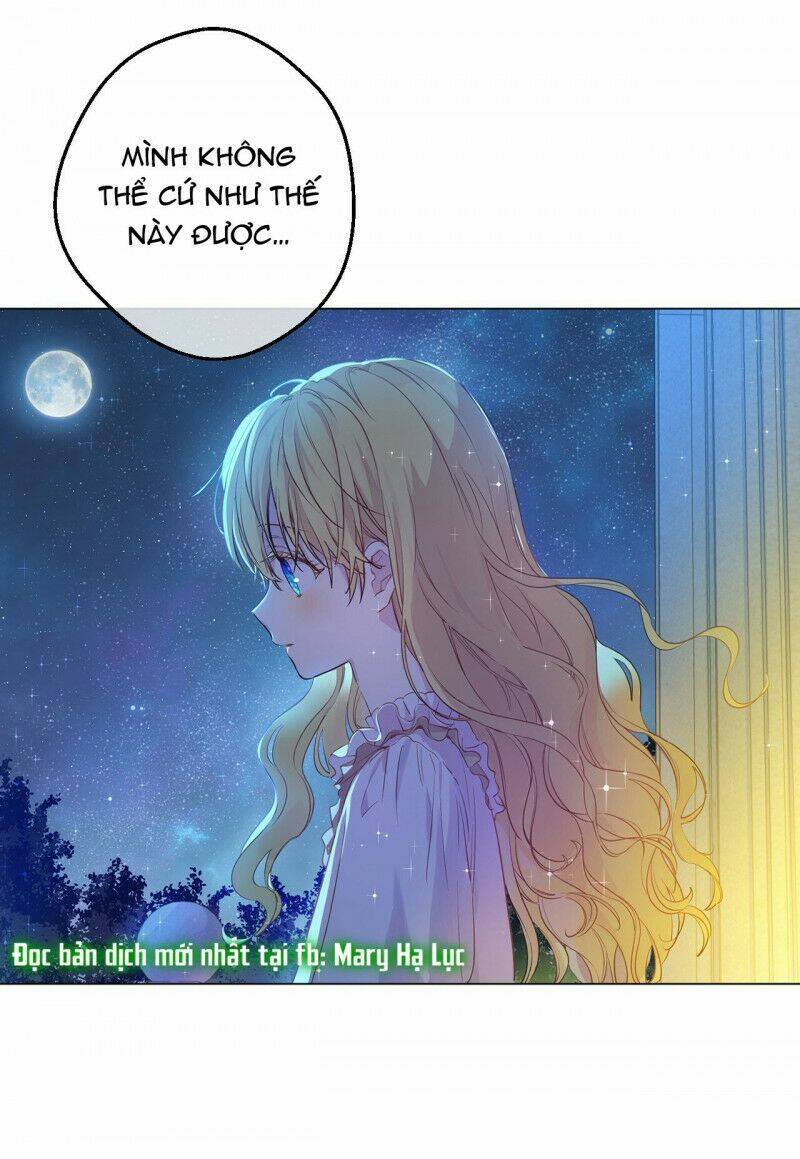 MÌNH KHÔNG
THỂ CỨ NHƯ THẾ
NÀY ĐƯỢC...
Đọc bản dịch mới nhất tại fb: Mary Hạ Lục